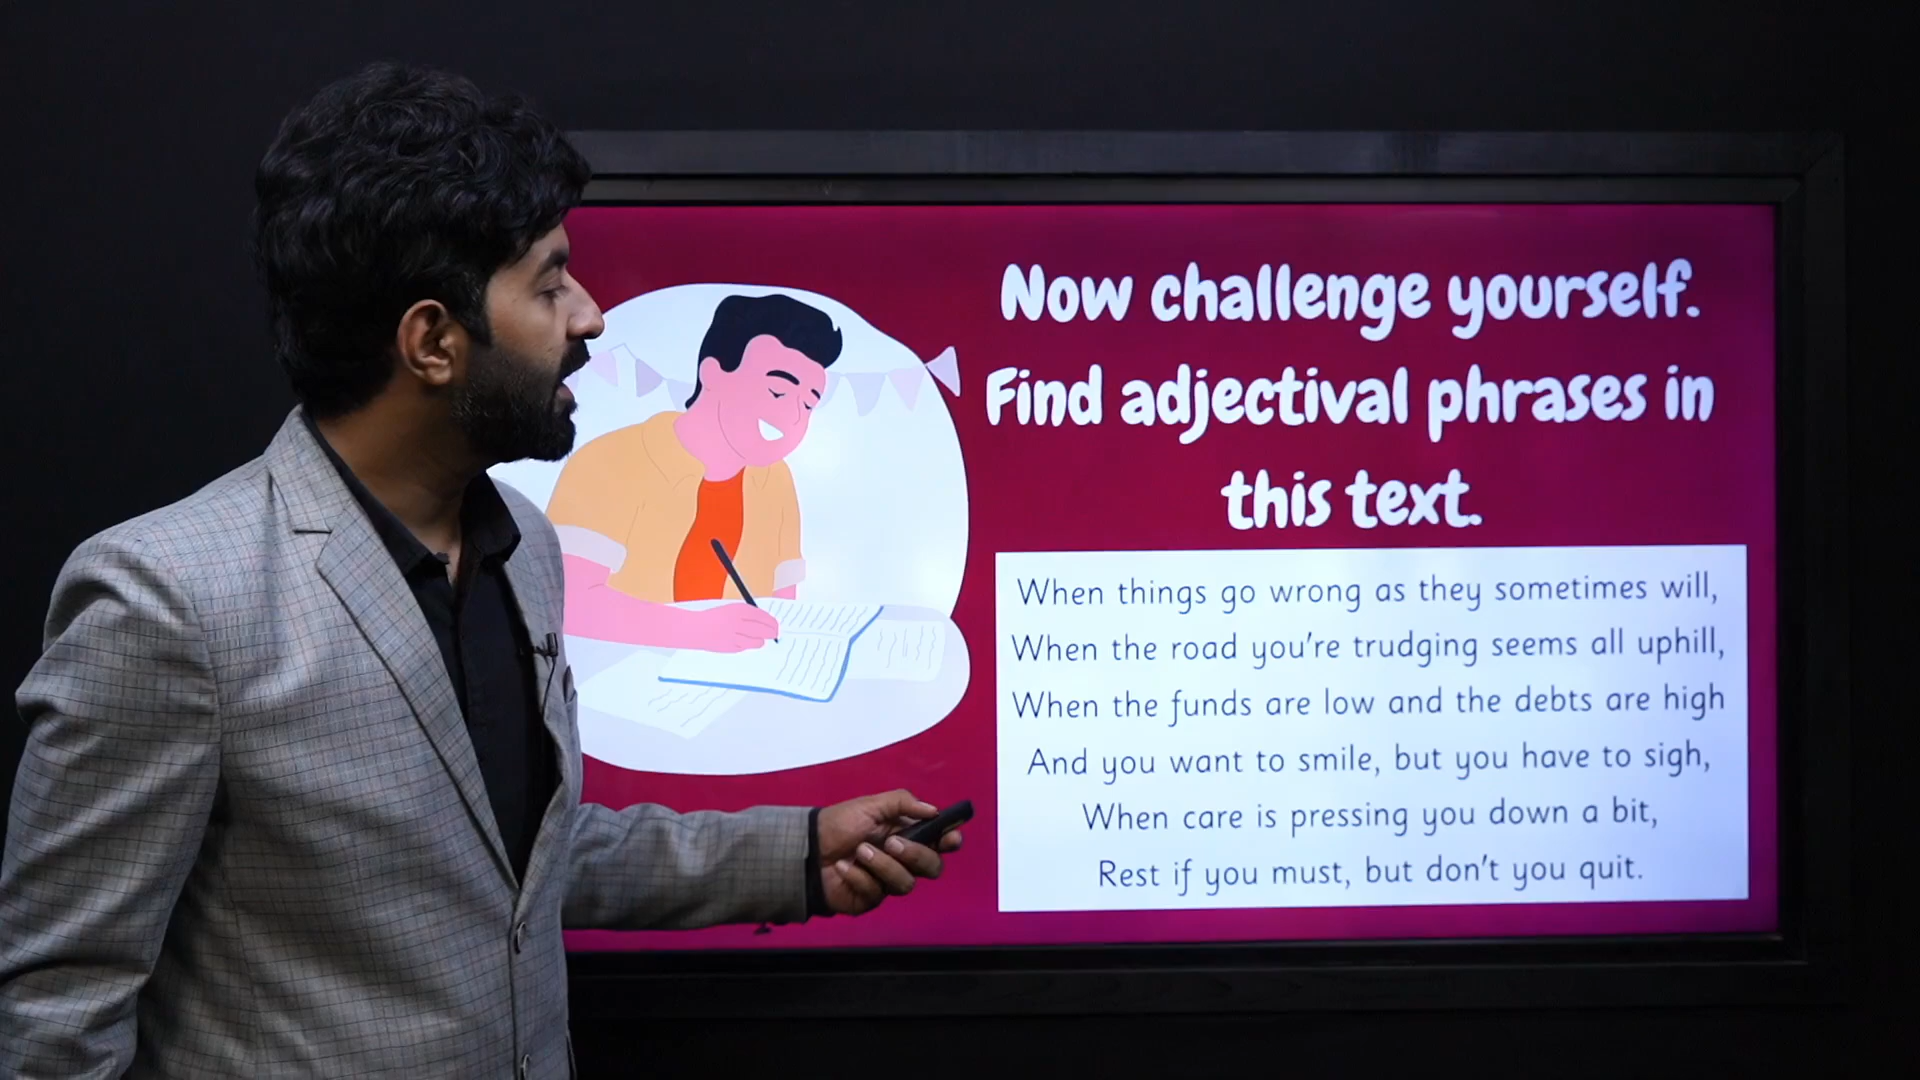 Now challenge yourself.
Find adjectival phrases in
this text.
When things go wrong as they sometimes will,
When the road you're trudging seems all uphill,
When the funds are low and the debts are high
And you want to smile, but you have to sigh,
When care is pressing you down a bit,
Rest if you must, but don't you quit.